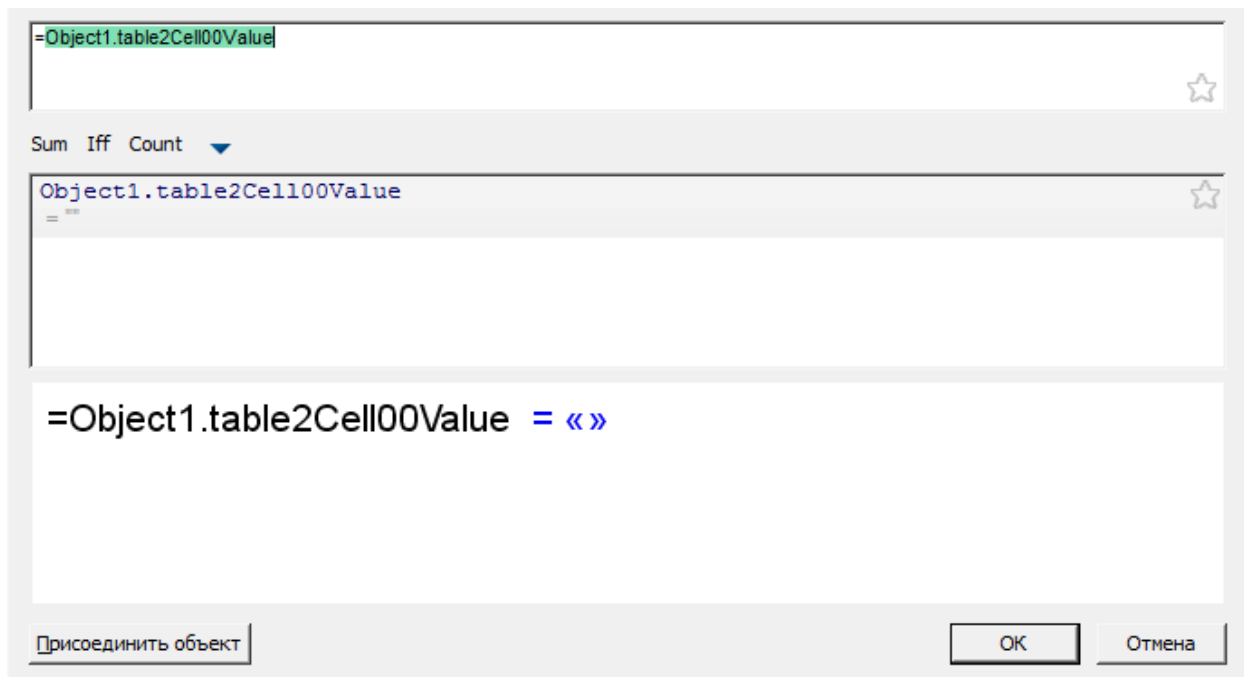 =Object1.table2Cell00Value
Sum Iff Count
Object1.table2Cell00Value
= ""
=Object1.table2Cell00Value = «»
Присоединить объект OK Отмена